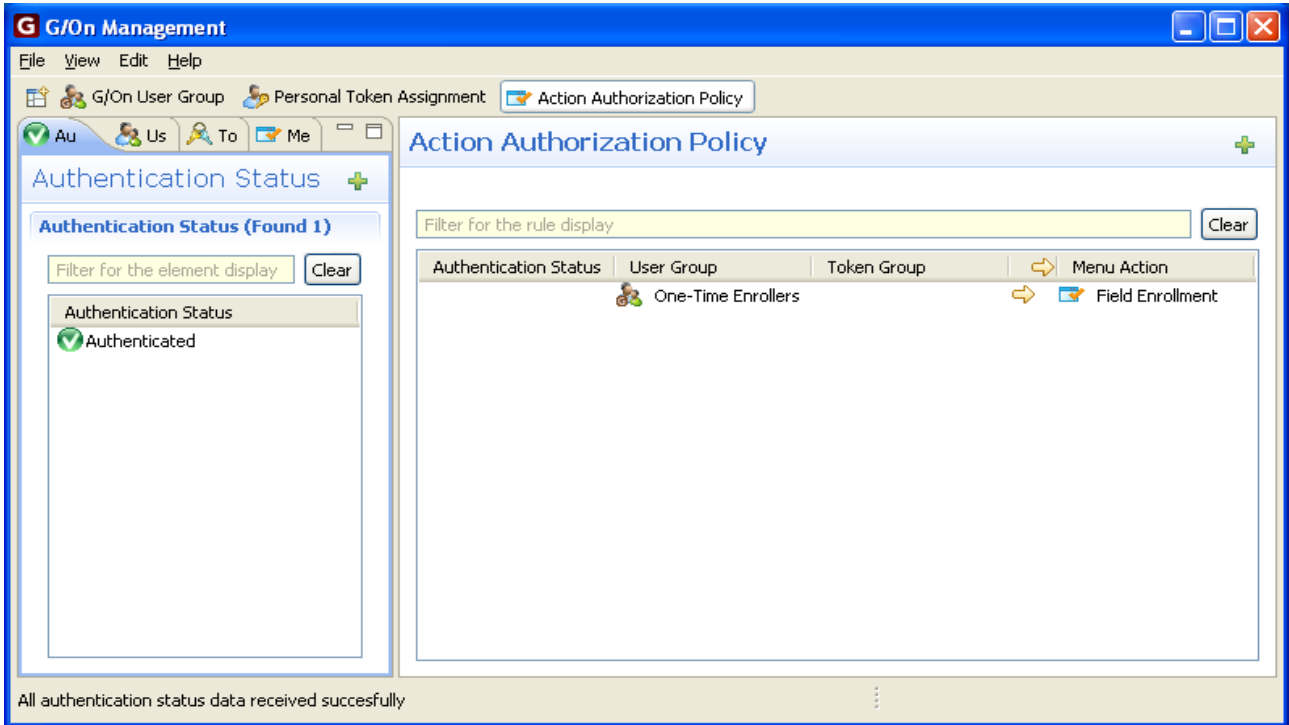 G G/On Management
File View Edit Help
G/On User Group Personal Token Assignment Action Authorization Policy
Au Us To Me
Action Authorization Policy
Authentication Status
Authentication Status (Found 1)
Filter for the rule display Clear
Filter for the element display Clear
Authentication Status User Group Token Group Menu Action
One-Time Enrollers Field Enrollment
Authentication Status
Authenticated
All authentication status data received succesfully